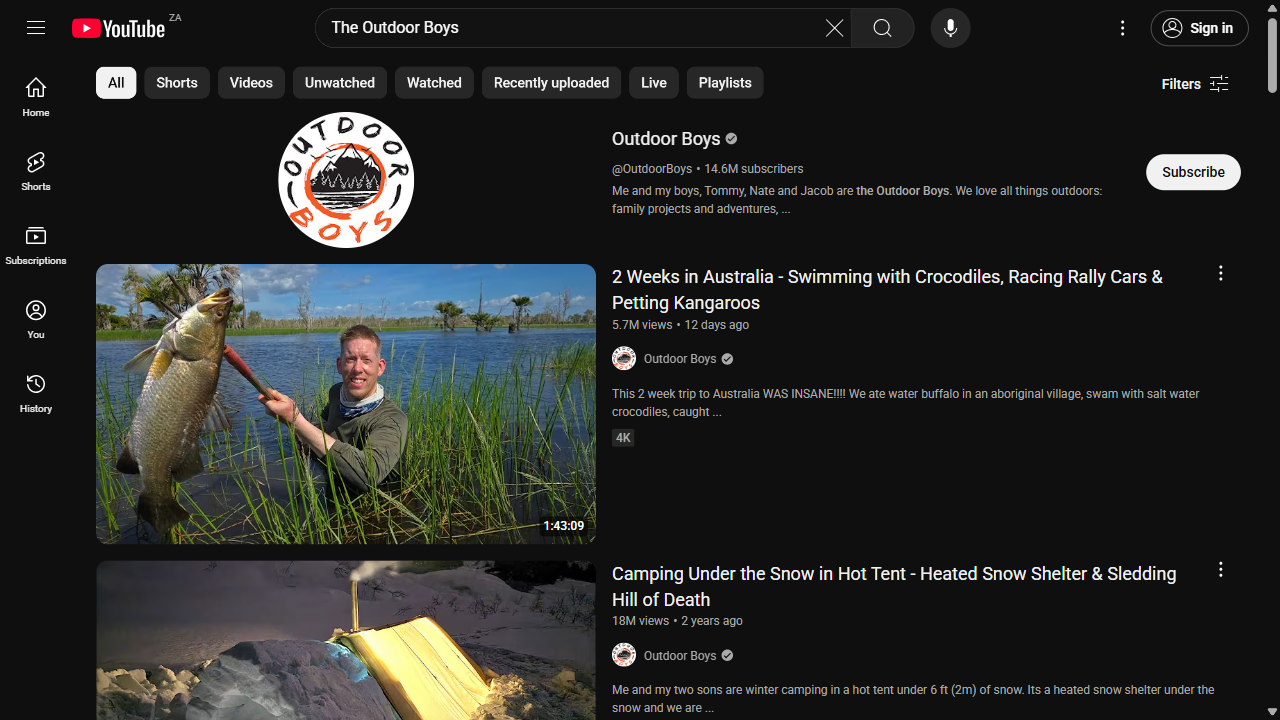 YouTube ZA
The Outdoor Boys
Sign in
All
Shorts
Videos
Unwatched
Watched
Recently uploaded
Live
Playlists
Filters
Home
Shorts
Subscriptions
You
History
OUTDOOR
BOYS
Outdoor Boys
@OutdoorBoys • 14.6M subscribers
Me and my boys, Tommy, Nate and Jacob are the Outdoor Boys. We love all things outdoors:
family projects and adventures, ...
Subscribe
1:43:09
2 Weeks in Australia - Swimming with Crocodiles, Racing Rally Cars &
Petting Kangaroos
5.7M views • 12 days ago
Outdoor Boys
This 2 week trip to Australia WAS INSANE!!!! We ate water buffalo in an aboriginal village, swam with salt water
crocodiles, caught ...
4K
Camping Under the Snow in Hot Tent - Heated Snow Shelter & Sledding
Hill of Death
18M views • 2 years ago
Outdoor Boys
Me and my two sons are winter camping in a hot tent under 6 ft (2m) of snow. Its a heated snow shelter under the
snow and we are ...